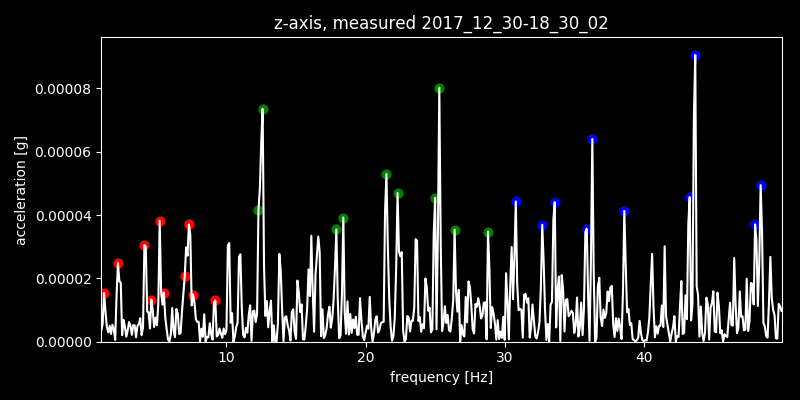 z-axis, measured 2017_12_30-18_30_02
0.00008
0.00006
0.00004
0.00002
0.00000
acceleration [g]
10 20 30 40
frequency [Hz]